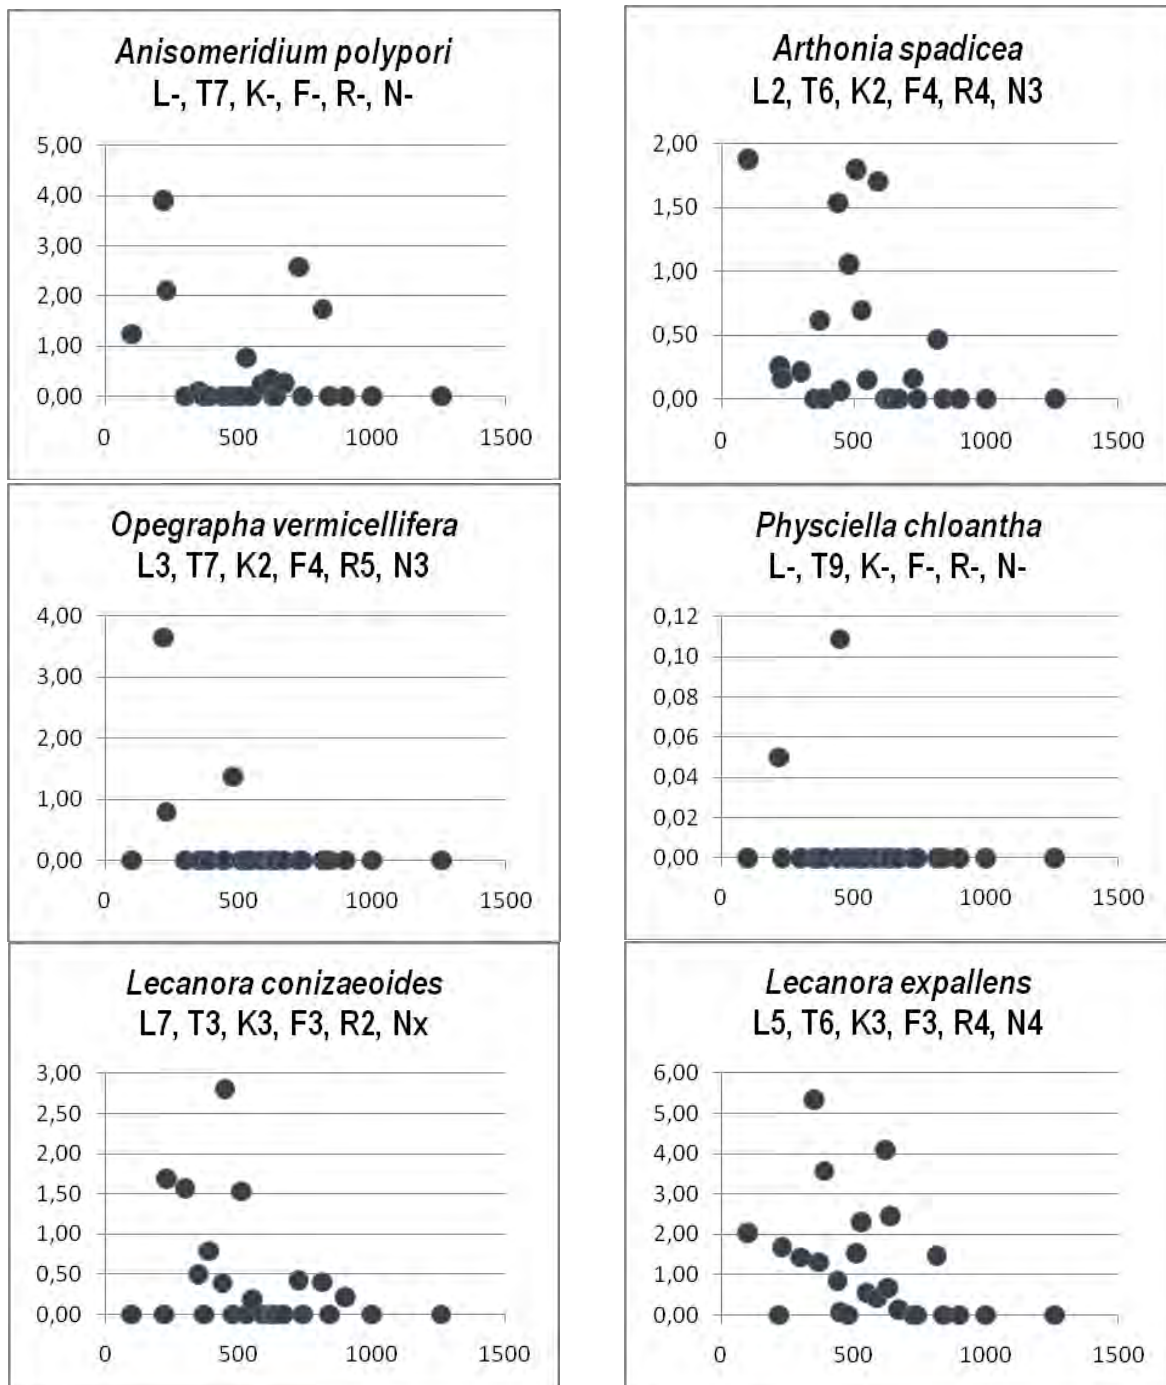 Anisomeridium polypori
L-, T7, K-, F-, R-, N-
5,00
4,00
3,00
2,00
1,00
0,00
0 500 1000 1500
Arthonia spadicea
L2, T6, K2, F4, R4, N3
2,00
1,50
1,00
0,50
0,00
0 500 1000 1500
Opegrapha vermicellifera
L3, T7, K2, F4, R5, N3
4,00
3,00
2,00
1,00
0,00
0 500 1000 1500
Physciella chloantha
L-, T9, K-, F-, R-, N-
0,12
0,10
0,08
0,06
0,04
0,02
0,00
0 500 1000 1500
Lecanora conizaeoides
L7, T3, K3, F3, R2, Nx
3,00
2,50
2,00
1,50
1,00
0,50
0,00
0 500 1000 1500
Lecanora expallens
L5, T6, K3, F3, R4, N4
6,00
5,00
4,00
3,00
2,00
1,00
0,00
0 500 1000 1500